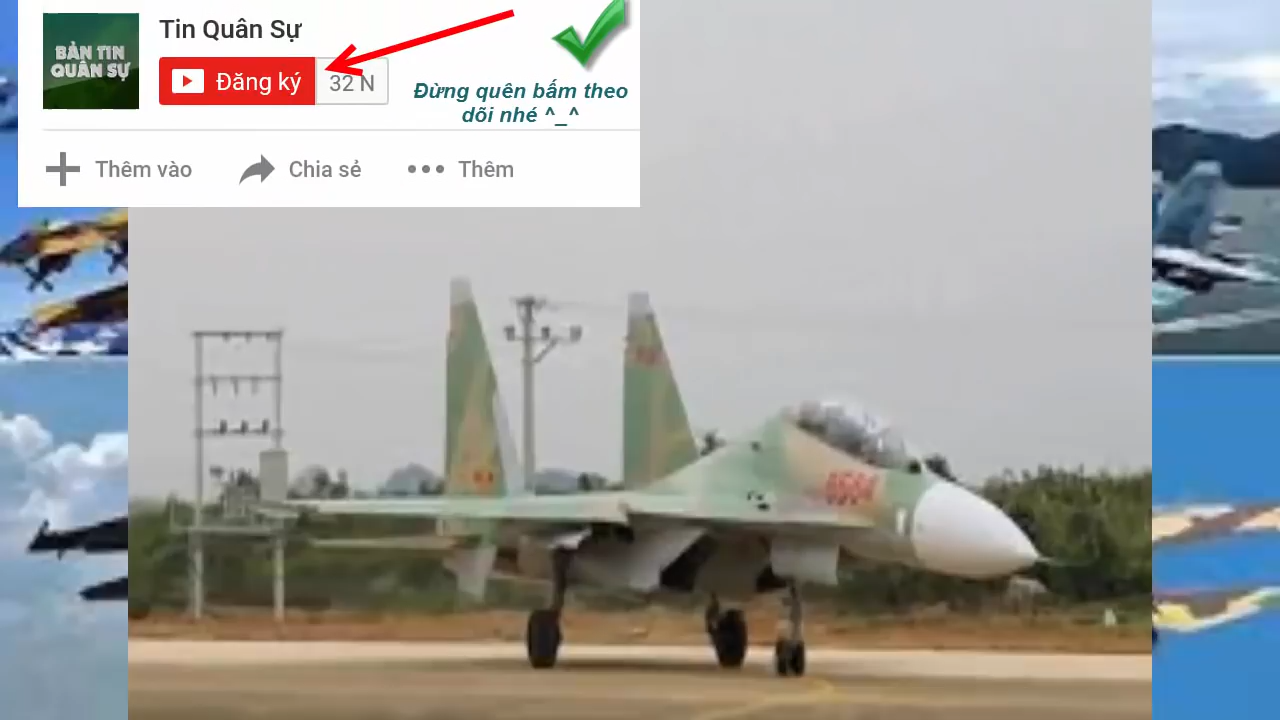 BẢN TIN
QUÂN SỰ
Tin Quân Sự
Đăng ký
32 N
Đừng quên bấm theo
dõi nhé ^_^
Thêm vào
Chia sẻ
Thêm